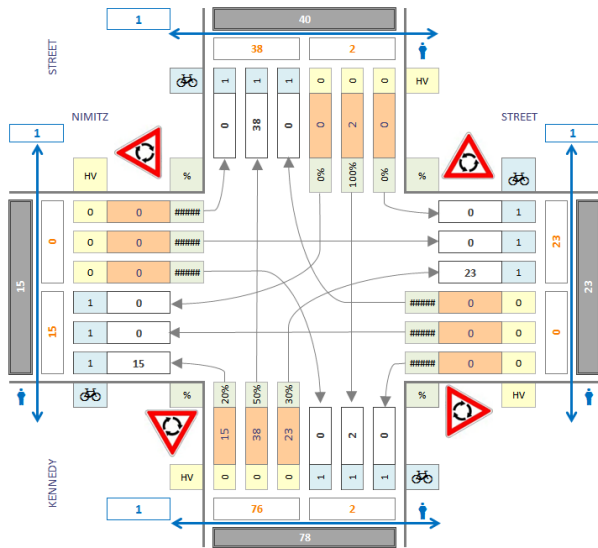 1 40
38 2
STREET
1 1 1 0 0 0 HV
0 38 1 0 2 0
NIMITZ STREET
1 1
0% 100% 0%
HV % %
0 0 ##### 0 1
0 0 ##### 0 1
0 0 ##### 23 1
15 0 23 23
1 0 ##### 0 0
1 0 ##### 0 0
1 15 ##### 0 0
15 0
% 20% 50% 30% % HV
15 38 23 0 2 0
KENNEDY
HV 0 0 0 1 1 1
1 76 2
78